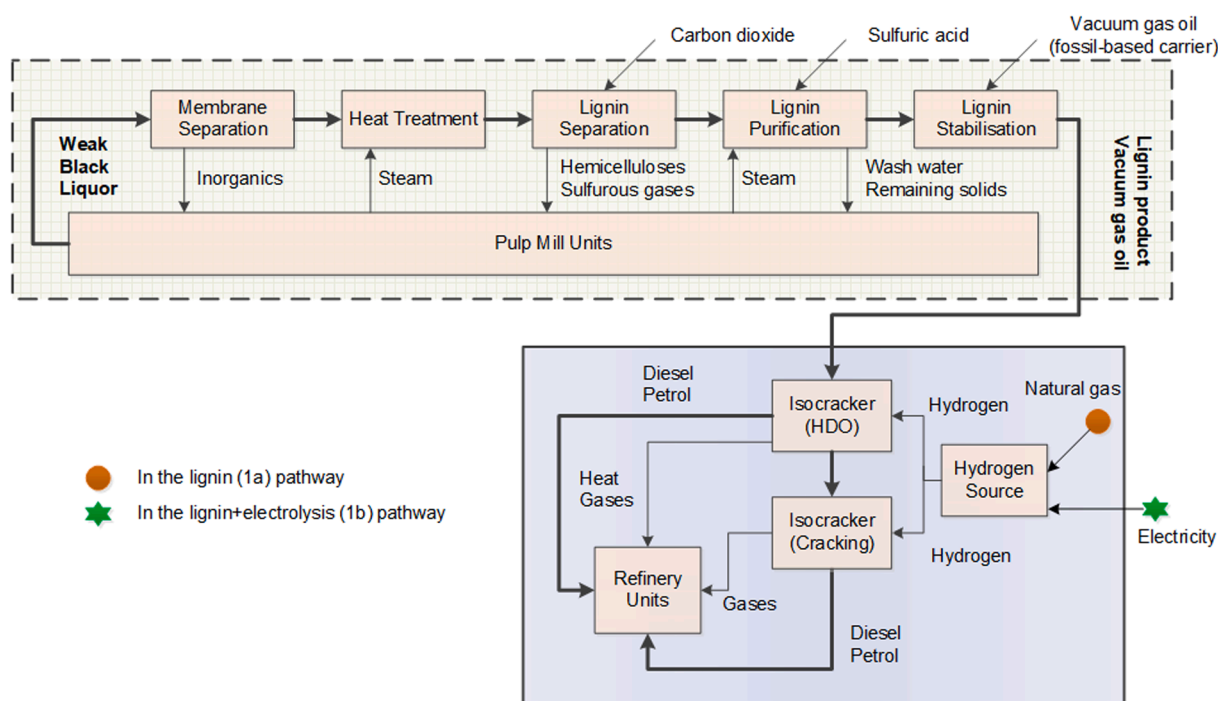 Carbon dioxide
Sulfuric acid
Vacuum gas oil
(fossil-based carrier)
Membrane
Separation
Heat Treatment
Lignin
Separation
Lignin
Purification
Lignin
Stabilisation
Weak
Black
Liquor
Inorganics
Steam
Hemicelluloses
Sulfurous gases
Steam
Wash water
Remaining solids
Lignin product
Vacuum gas oil
Pulp Mill Units
Diesel
Petrol
Isocracker
(HDO)
Hydrogen
Natural gas
In the lignin (1a) pathway
In the lignin+electrolysis (1b) pathway
Heat
Gases
Hydrogen
Source
Isocracker
(Cracking)
Electricity
Hydrogen
Refinery
Units
Gases
Diesel
Petrol